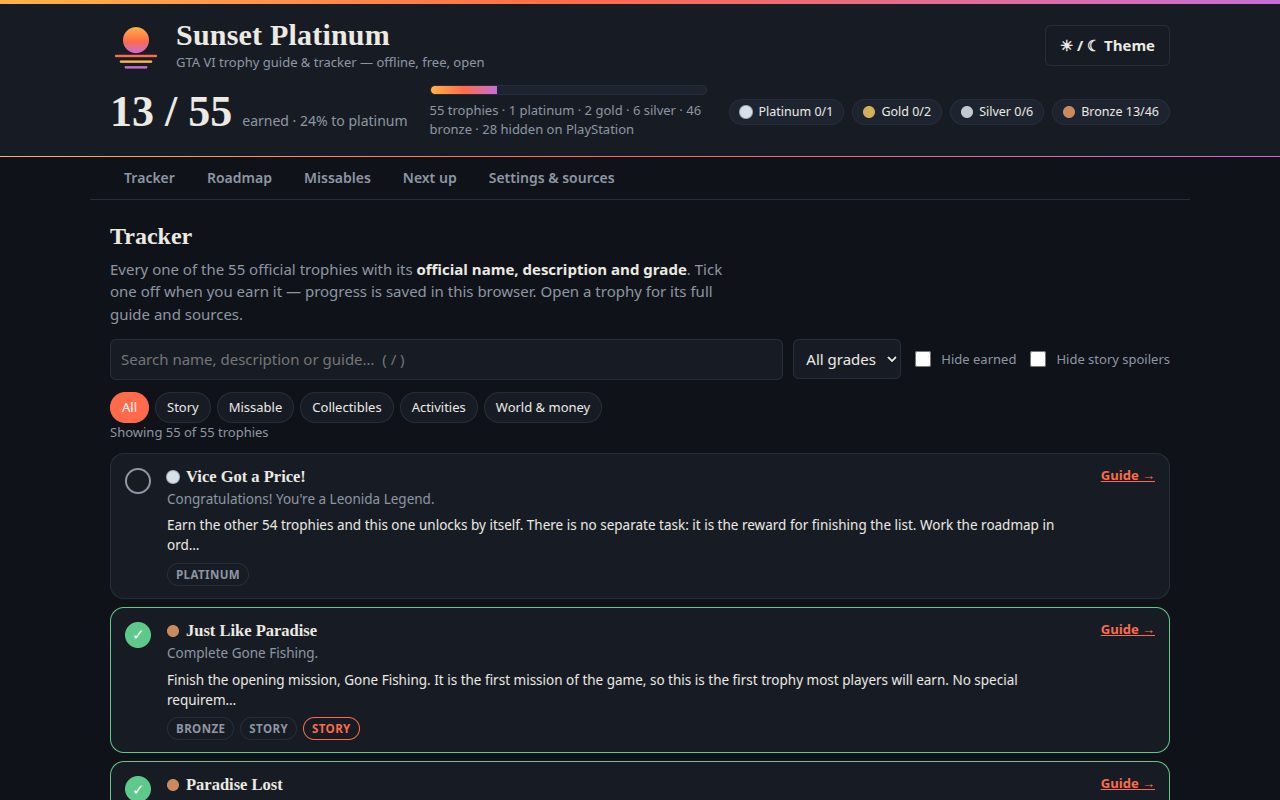 Sunset Platinum
GTA VI trophy guide & tracker — offline, free, open
☀ / ☾ Theme
13 / 55 earned · 24% to platinum
55 trophies · 1 platinum · 2 gold · 6 silver · 46
bronze · 28 hidden on PlayStation
Platinum 0/1
Gold 0/2
Silver 0/6
Bronze 13/46
Tracker
Roadmap
Missables
Next up
Settings & sources
Tracker
Every one of the 55 official trophies with its official name, description and grade. Tick
one off when you earn it — progress is saved in this browser. Open a trophy for its full
guide and sources.
Search name, description or guide… ( / )
All grades
Hide earned
Hide story spoilers
All
Story
Missable
Collectibles
Activities
World & money
Showing 55 of 55 trophies
Vice Got a Price!
Guide →
Congratulations! You're a Leonida Legend.
Earn the other 54 trophies and this one unlocks by itself. There is no separate task: it is the reward for finishing the list. Work the roadmap in
ord...
PLATINUM
✓
Just Like Paradise
Guide →
Complete Gone Fishing.
Finish the opening mission, Gone Fishing. It is the first mission of the game, so this is the first trophy most players will earn. No special
requirem...
BRONZE
STORY
STORY
✓
Paradise Lost
Guide →